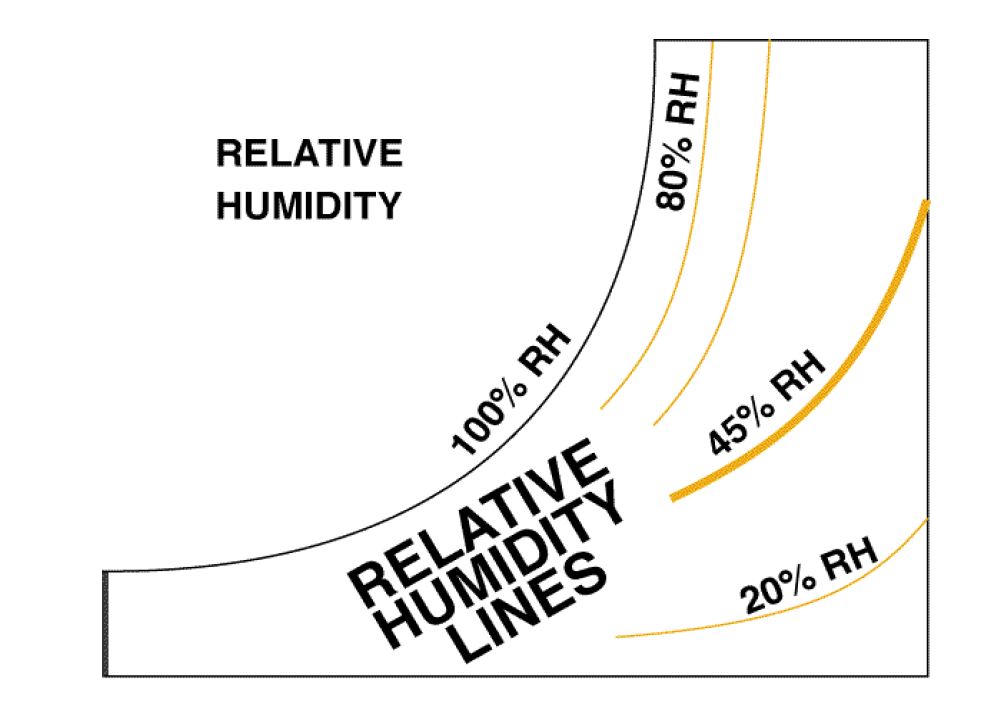 RELATIVE
HUMIDITY
80% RH
100% RH
45% RH
RELATIVE
HUMIDITY
LINES
20% RH